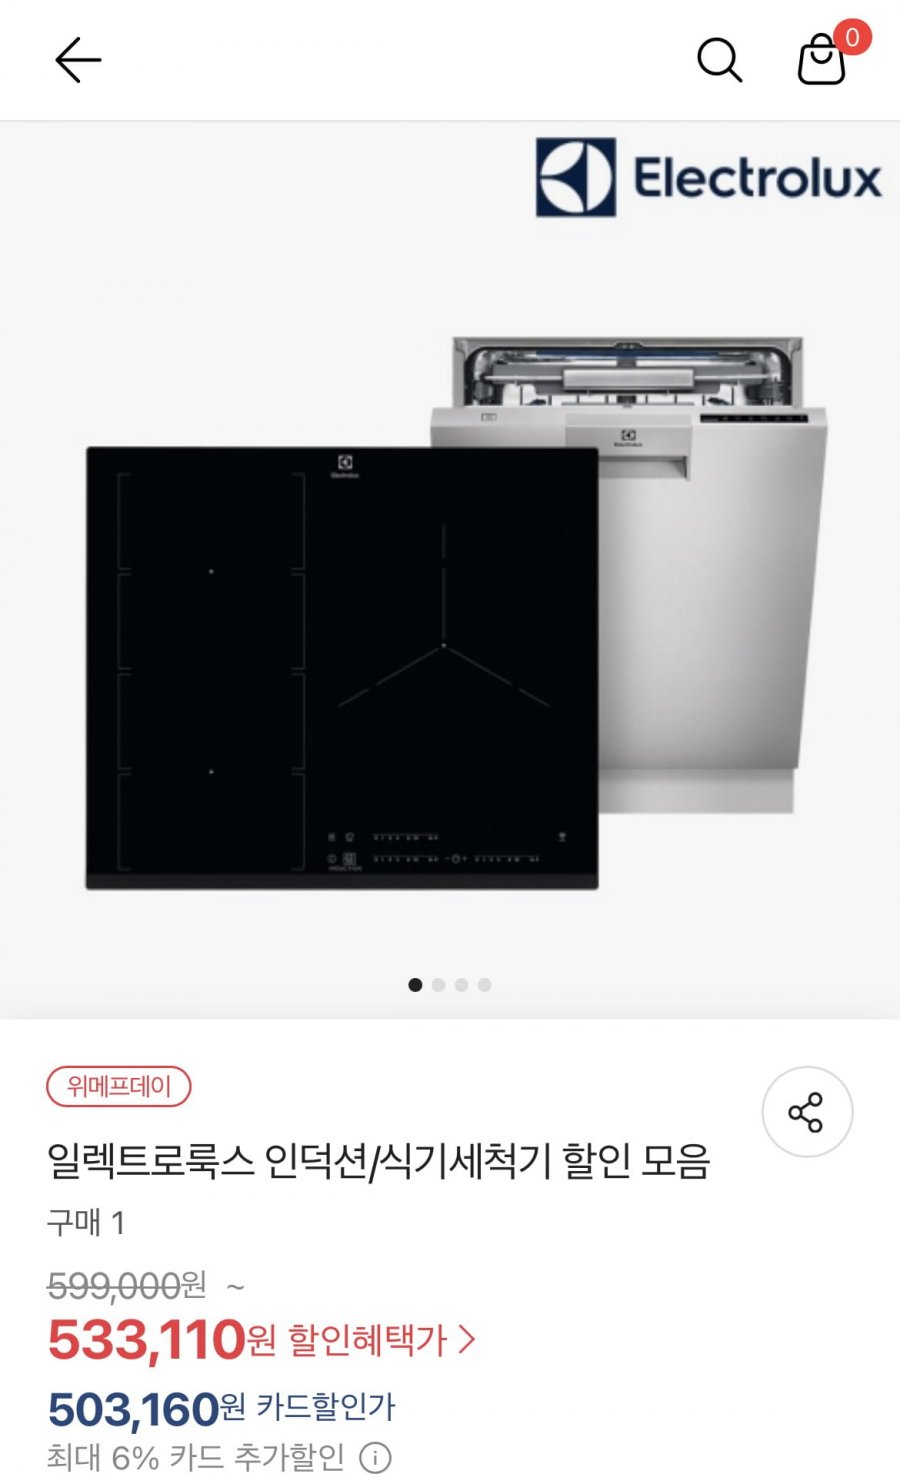 0
Electrolux
Electrolux
Electrolux
위메프데이
일렉트로룩스 인덕션/식기세척기 할인 모음
구매 1
599,000원 ~
533,110원 할인혜택가 >
503,160원 카드할인가
최대 6% 카드 추가할인 ⓘ